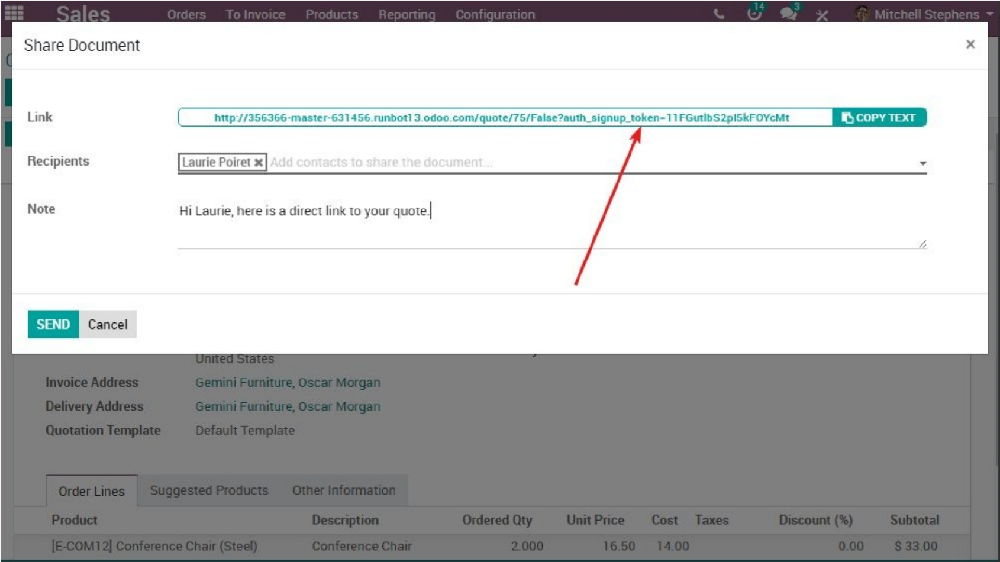 Sales Orders To Invoice Products Reporting Configuration 14 3 Mitchell Stephens
Share Document ×
Link http://356366-master-631456.runbot13.odoo.com/quote/75/False?auth_signup_token=11FGutlbS2pI5kFOYcMt COPY TEXT
Recipients Laurie Poiret × Add contacts to share the document...
Note Hi Laurie, here is a direct link to your quote.
SEND Cancel
United States
Invoice Address Gemini Furniture, Oscar Morgan
Delivery Address Gemini Furniture, Oscar Morgan
Quotation Template Default Template
Order Lines Suggested Products Other Information
Product Description Ordered Qty Unit Price Cost Taxes Discount (%) Subtotal
[E-COM12] Conference Chair (Steel) Conference Chair 2.000 16.50 14.00 0.00 $ 33.00